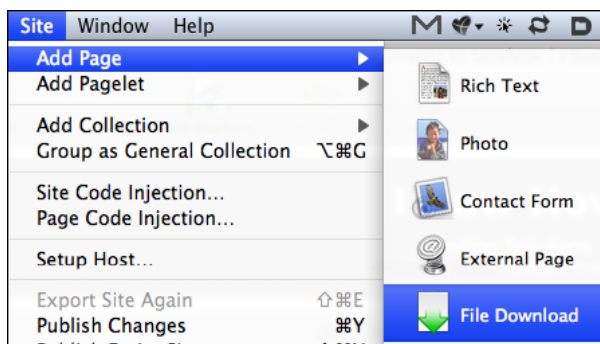 Site Window Help
Add Page
Add Pagelet
Add Collection
Group as General Collection ⌥⌘G
Site Code Injection...
Page Code Injection...
Setup Host...
Export Site Again ⇧⌘E
Publish Changes ⌘Y
Rich Text
Photo
Contact Form
External Page
File Download